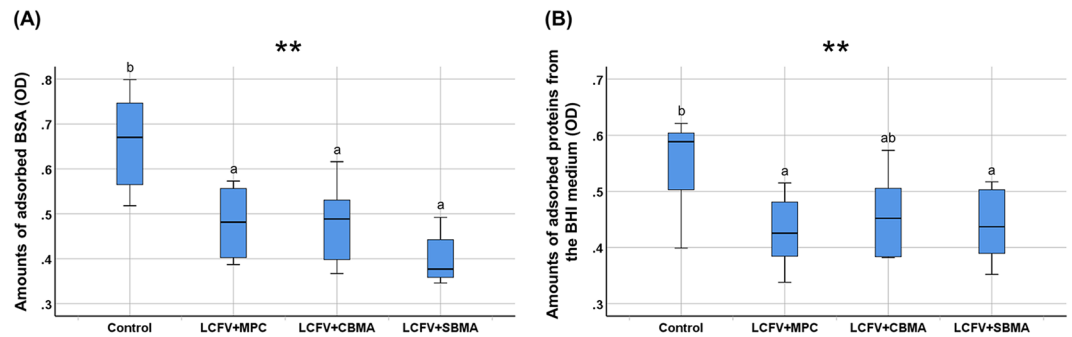 (A)
**
Amounts of adsorbed BSA (OD)
.8
.7
.6
.5
.4
.3
b
a
a
a
Control
LCFV+MPC
LCFV+CBMA
LCFV+SBMA
(B)
**
Amounts of adsorbed proteins from
the BHI medium (OD)
.7
.6
.5
.4
.3
b
a
ab
a
Control
LCFV+MPC
LCFV+CBMA
LCFV+SBMA